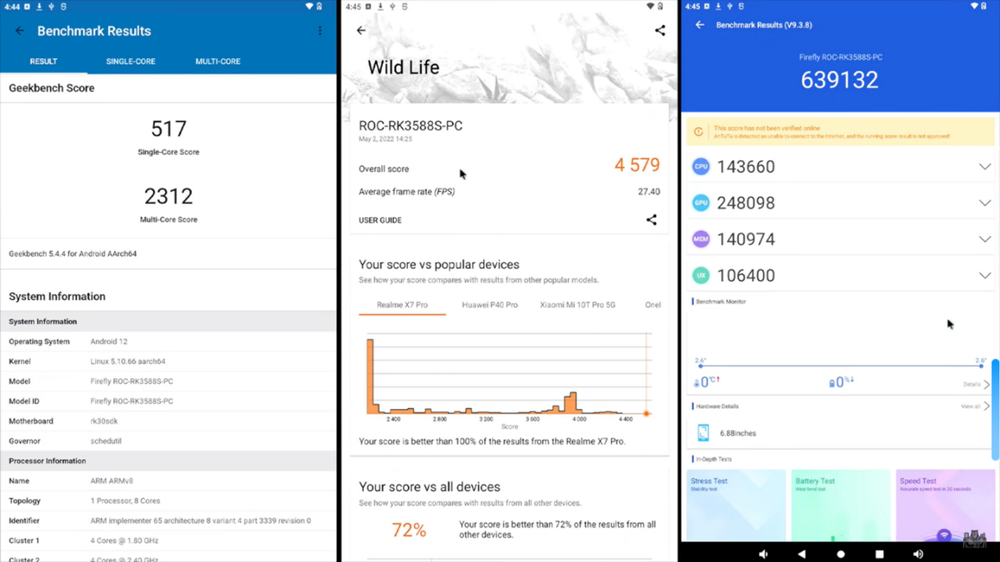 4:44
Benchmark Results
RESULT SINGLE-CORE MULTI-CORE
Geekbench Score
517
Single-Core Score
2312
Multi-Core Score
Geekbench 5.4.4 for Android AArch64
System Information
System Information
Operating System Android 12
Kernel Linux 5.10.66 aarch64
Model Firefly ROC-RK3588S-PC
Model ID Firefly ROC-RK3588S-PC
Motherboard rk30sdk
Governor schedutil
Processor Information
Name ARM ARMv8
Topology 1 Processor, 8 Cores
Identifier ARM implementer 65 architecture 8 variant 4 part 3339 revision 0
Cluster 1 4 Cores @ 1.80 GHz
Cluster 2 4 Cores @ 2.40 GHz
4:45
Wild Life
ROC-RK3588S-PC
May 2, 2022 14:25
Overall score 4 579
Average frame rate (FPS) 27.40
USER GUIDE
Your score vs popular devices
See how your score compares with results from other popular models.
Realme X7 Pro Huawei P40 Pro Xiaomi Mi 10T Pro 5G Onel
2 400 2 800 3 200 3 600 4 000 4 400
Score
Your score is better than 100% of the results from the Realme X7 Pro.
Your score vs all devices
See how your score compares with results from all other devices.
72% Your score is better than 72% of the results from all
other devices.
4:45
Benchmark Results (V9.3.8)
Firefly ROC-RK3588S-PC
639132
This score has not been verified online
AnTuTu is detected as unable to connect to the Internet, and the running score result is not approved!
CPU 143660
GPU 248098
MEM 140974
UX 106400
Benchmark Monitor
2.6° 2.6°
0°C↑ 0%↓ Details
Hardware Details View all
6.88inches
In-Depth Tests
Stress Test
Stability test
Battery Test
Wear level test
Speed Test
Accurate speed test in 30 seconds